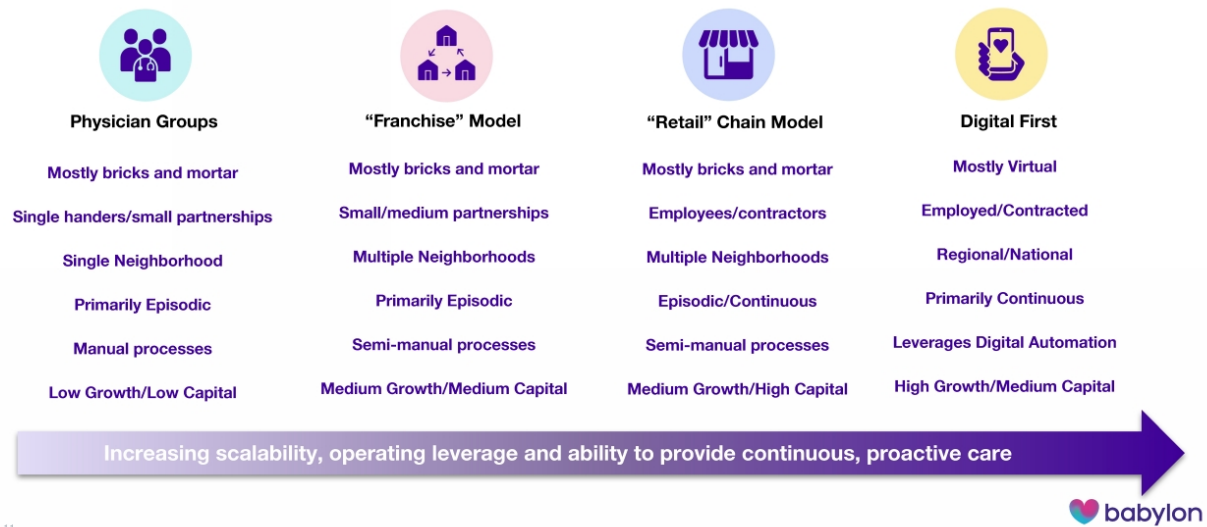 Physician Groups
Mostly bricks and mortar
Single handers/small partnerships
Single Neighborhood
Primarily Episodic
Manual processes
Low Growth/Low Capital
“Franchise” Model
Mostly bricks and mortar
Small/medium partnerships
Multiple Neighborhoods
Primarily Episodic
Semi-manual processes
Medium Growth/Medium Capital
“Retail” Chain Model
Mostly bricks and mortar
Employees/contractors
Multiple Neighborhoods
Episodic/Continuous
Semi-manual processes
Medium Growth/High Capital
Digital First
Mostly Virtual
Employed/Contracted
Regional/National
Primarily Continuous
Leverages Digital Automation
High Growth/Medium Capital
Increasing scalability, operating leverage and ability to provide continuous, proactive care
babylon